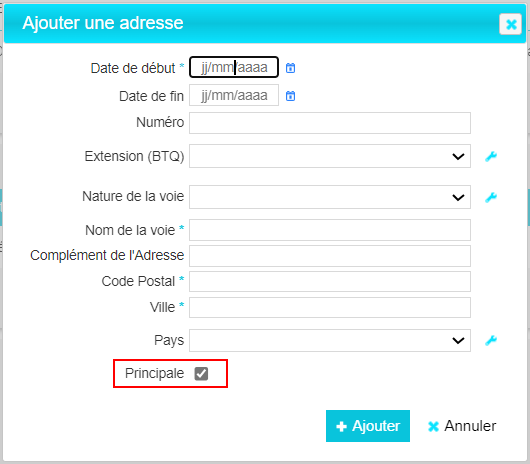 Ajouter une adresse
Date de début * jj/mm/aaaa
Date de fin jj/mm/aaaa
Numéro
Extension (BTQ)
Nature de la voie
Nom de la voie *
Complément de l'Adresse
Code Postal *
Ville *
Pays
Principale
Ajouter Annuler